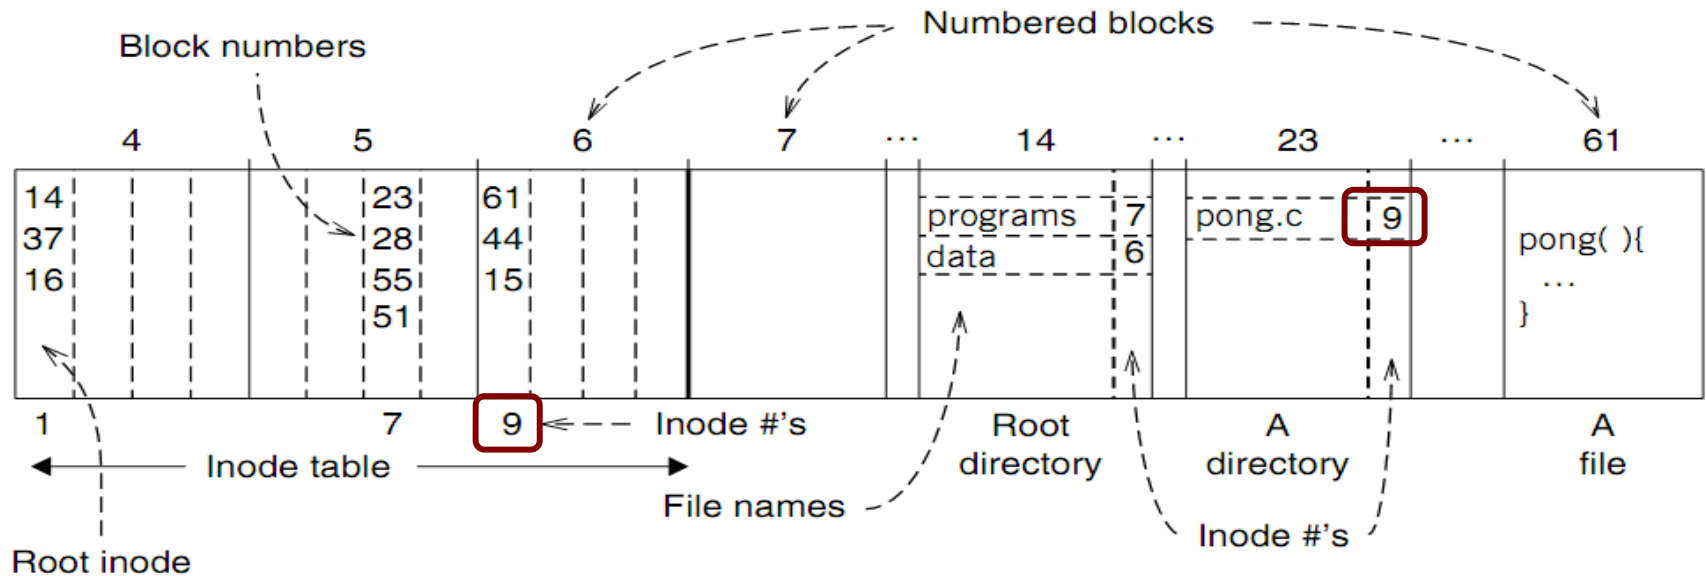 Numbered blocks
Block numbers
4 5 6 7 ... 14 ... 23 ... 61
14 23 61
programs 7 pong.c 9
37 28 44
pong( ){
data 6
16 55 15
...
51
}
1 7 9 Inode #'s Root A A
Inode table directory directory file
File names
Inode #'s
Root inode